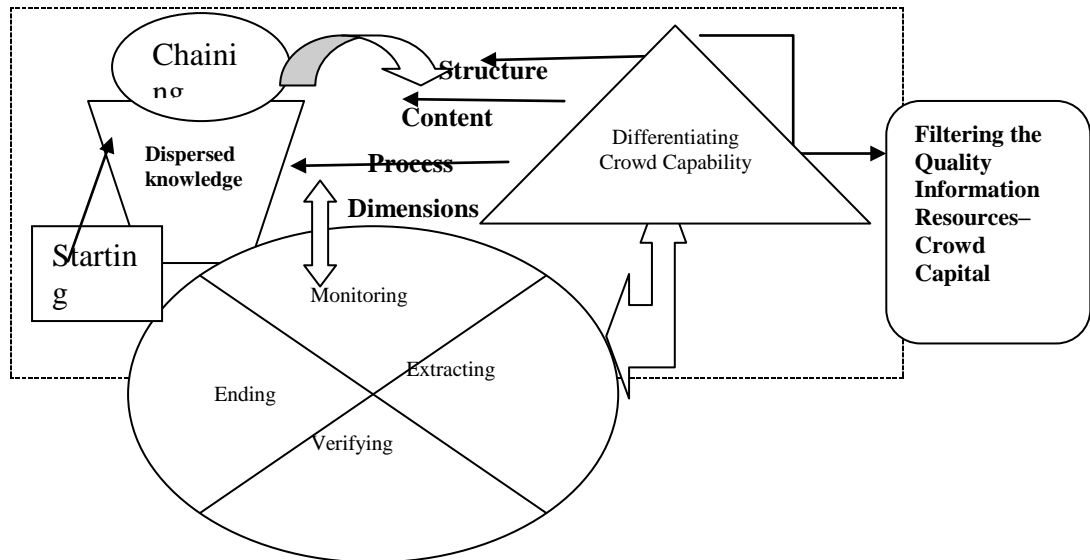 Chaini
ng
Structure
Content
Dispersed
knowledge
Process
Dimensions
Differentiating
Crowd Capability
Filtering the
Quality
Information
Resources–
Crowd
Capital
Startin
g
Monitoring
Extracting
Ending
Verifying